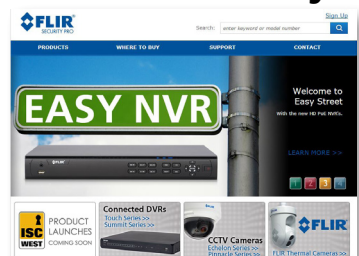 FLIR
SECURITY PRO
Sign Up
Search:
enter keyword or model number
PRODUCTS
WHERE TO BUY
SUPPORT
CONTACT
EASY NVR
Welcome to
Easy Street
With the new HD PoE NVRs.
LEARN MORE >>
1
2
3
4
FLIR
ISC
WEST
PRODUCT
LAUNCHES
COMING SOON
Connected DVRs
Touch Series >>
Summit Series >>
CCTV Cameras
Echelon Series >>
Pinnacle Series >>
FLIR
FLIR Thermal Cameras >>